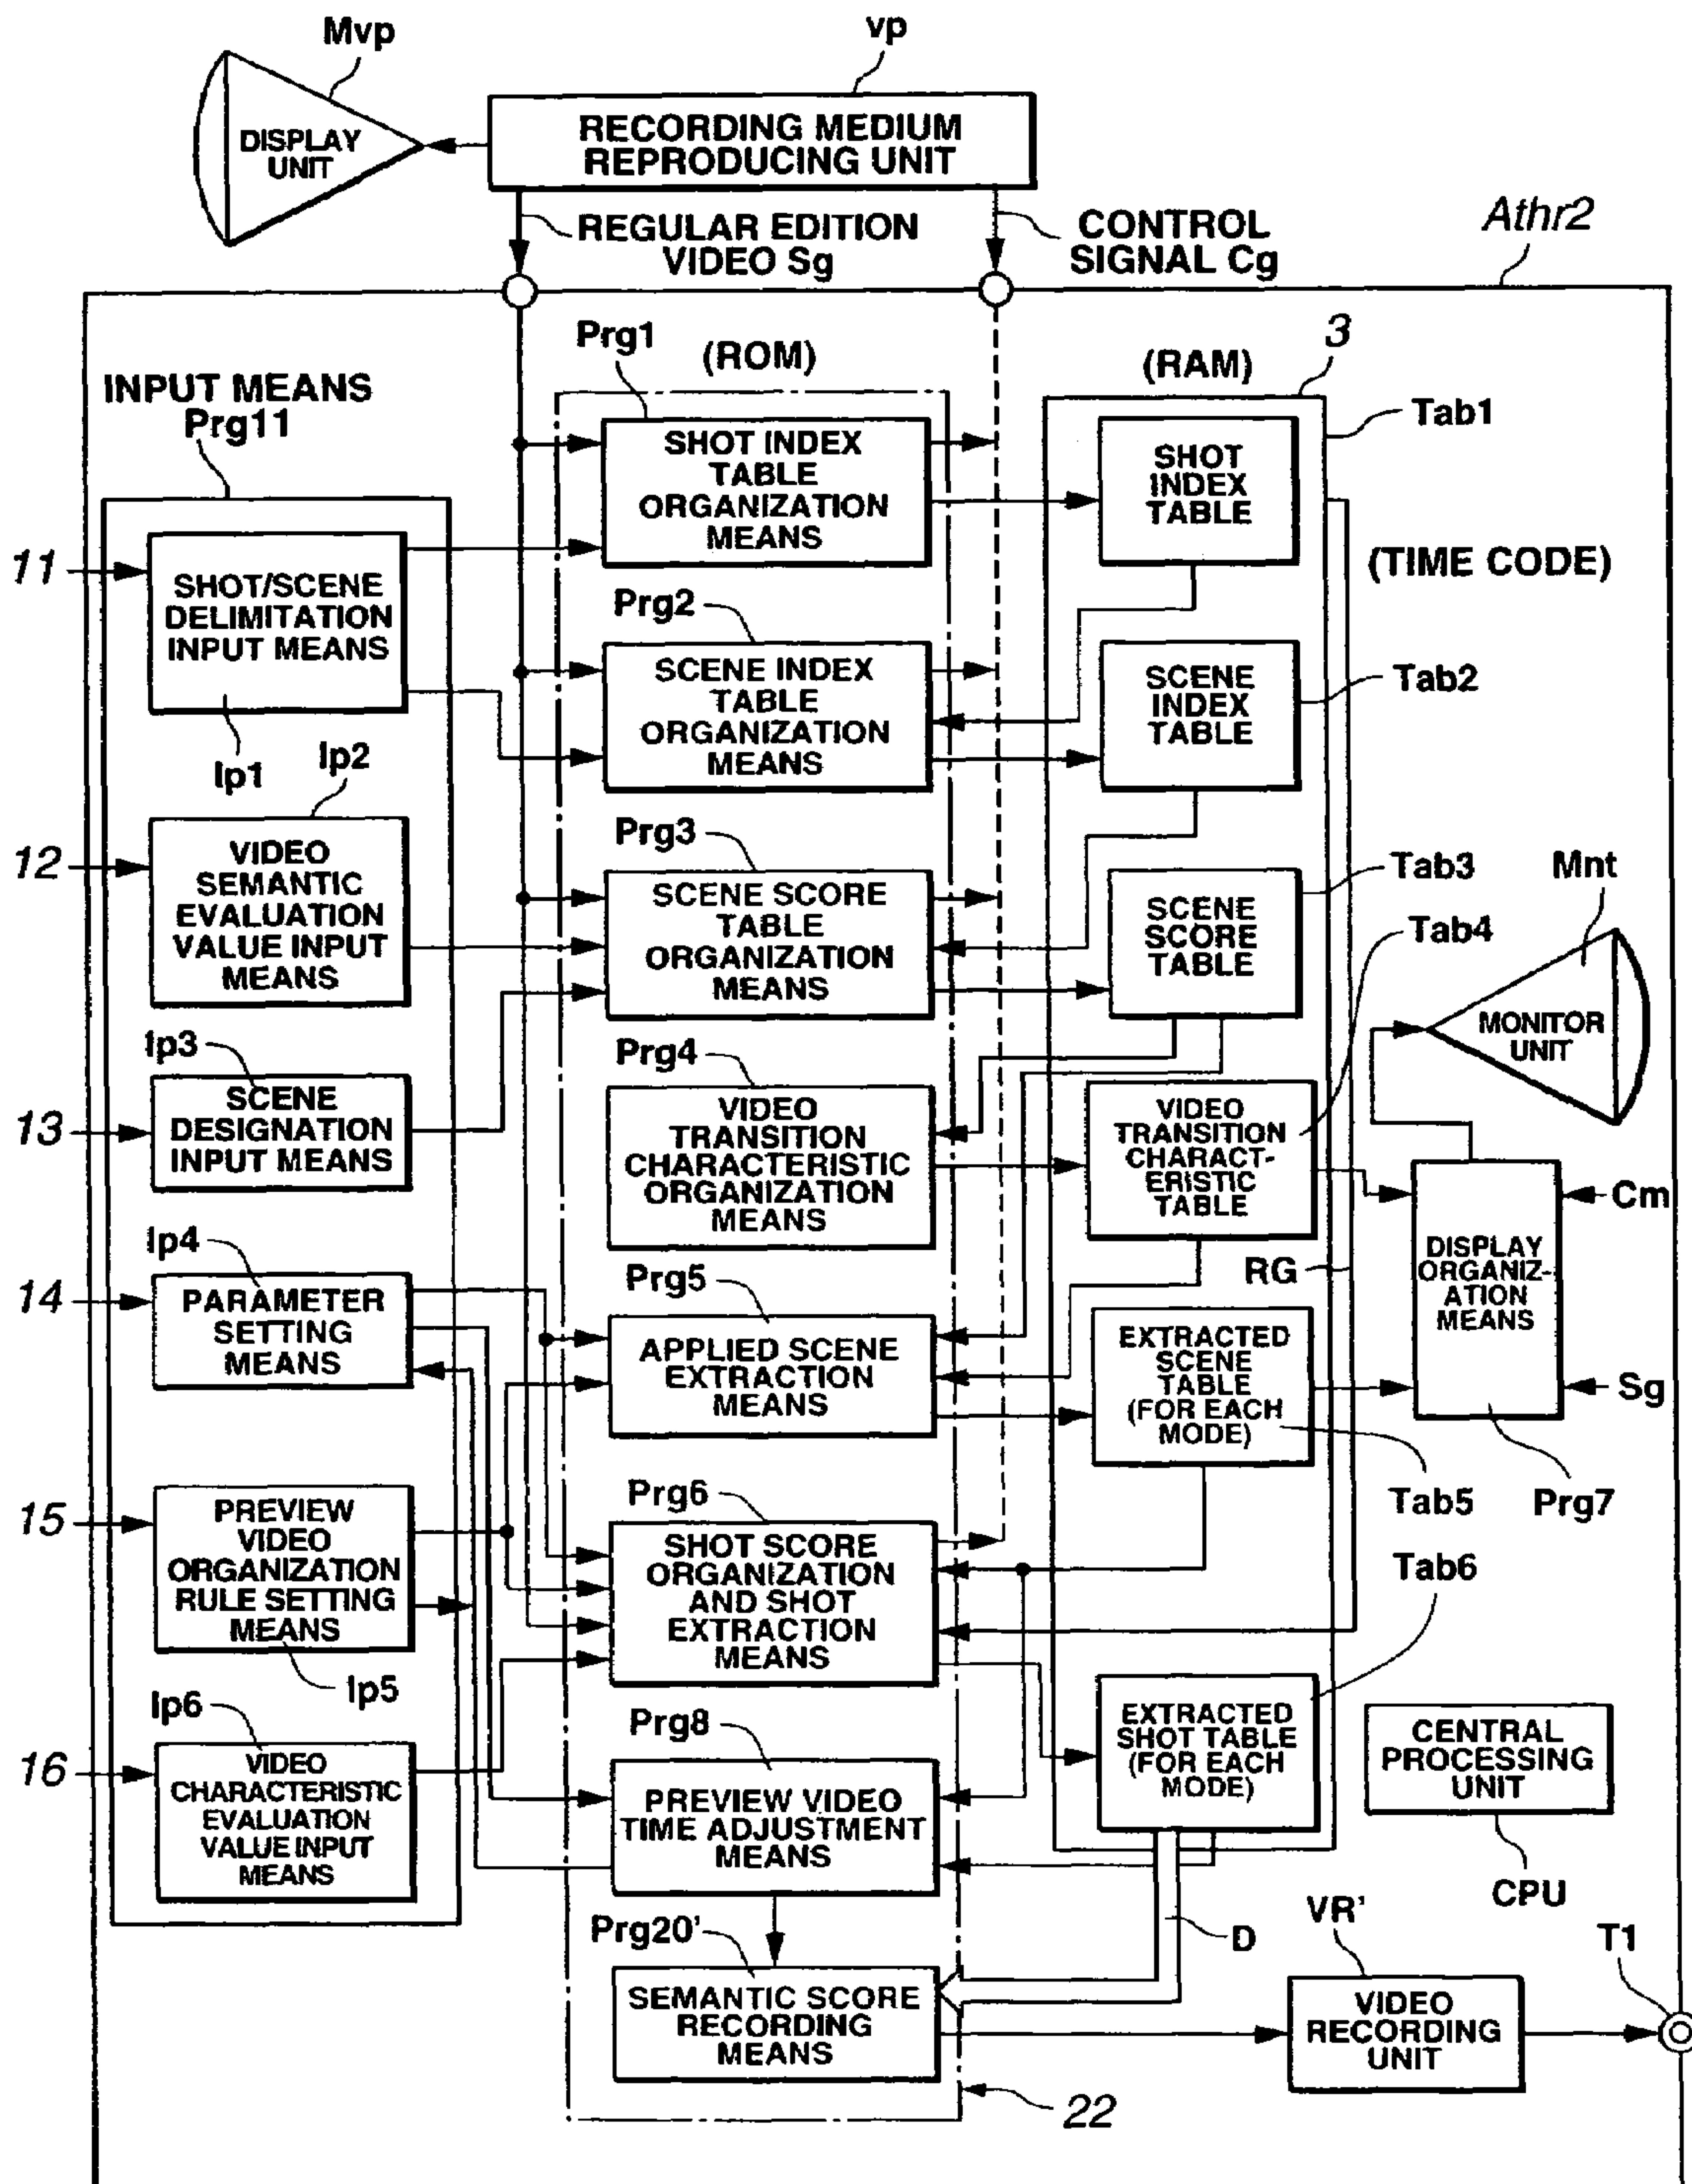 Mvp
vp
DISPLAY
UNIT
RECORDING MEDIUM
REPRODUCING UNIT
REGULAR EDITION
VIDEO Sg
CONTROL
SIGNAL Cg
Athr2
INPUT MEANS
Prg11
Prg1
(ROM)
(RAM)
3
Tab1
SHOT INDEX
TABLE
ORGANIZATION
MEANS
SHOT
INDEX
TABLE
(TIME CODE)
11
SHOT/SCENE
DELIMITATION
INPUT MEANS
Ip1
Prg2
SCENE INDEX
TABLE
ORGANIZATION
MEANS
SCENE
INDEX
TABLE
Tab2
Ip2
12
VIDEO
SEMANTIC
EVALUATION
VALUE INPUT
MEANS
Prg3
SCENE SCORE
TABLE
ORGANIZATION
MEANS
SCENE
SCORE
TABLE
Tab3
Tab4
Mnt
MONITOR
UNIT
Ip3
13
SCENE
DESIGNATION
INPUT MEANS
Prg4
VIDEO
TRANSITION
CHARACTERISTIC
ORGANIZATION
MEANS
VIDEO
TRANSITION
CHARACT-
ERISTIC
TABLE
Cm
DISPLAY
ORGANIZ-
ATION
MEANS
Sg
Prg7
RG
Ip4
14
PARAMETER
SETTING
MEANS
Prg5
APPLIED SCENE
EXTRACTION
MEANS
EXTRACTED
SCENE
TABLE
(FOR EACH
MODE)
Tab5
15
PREVIEW
VIDEO
ORGANIZATION
RULE SETTING
MEANS
Ip5
Prg6
SHOT SCORE
ORGANIZATION
AND SHOT
EXTRACTION
MEANS
Tab6
Ip6
16
VIDEO
CHARACTERISTIC
EVALUATION
VALUE INPUT
MEANS
Prg8
PREVIEW VIDEO
TIME ADJUSTMENT
MEANS
EXTRACTED
SHOT TABLE
(FOR EACH
MODE)
CENTRAL
PROCESSING
UNIT
CPU
Prg20'
SEMANTIC SCORE
RECORDING
MEANS
D
VR'
VIDEO
RECORDING
UNIT
T1
22